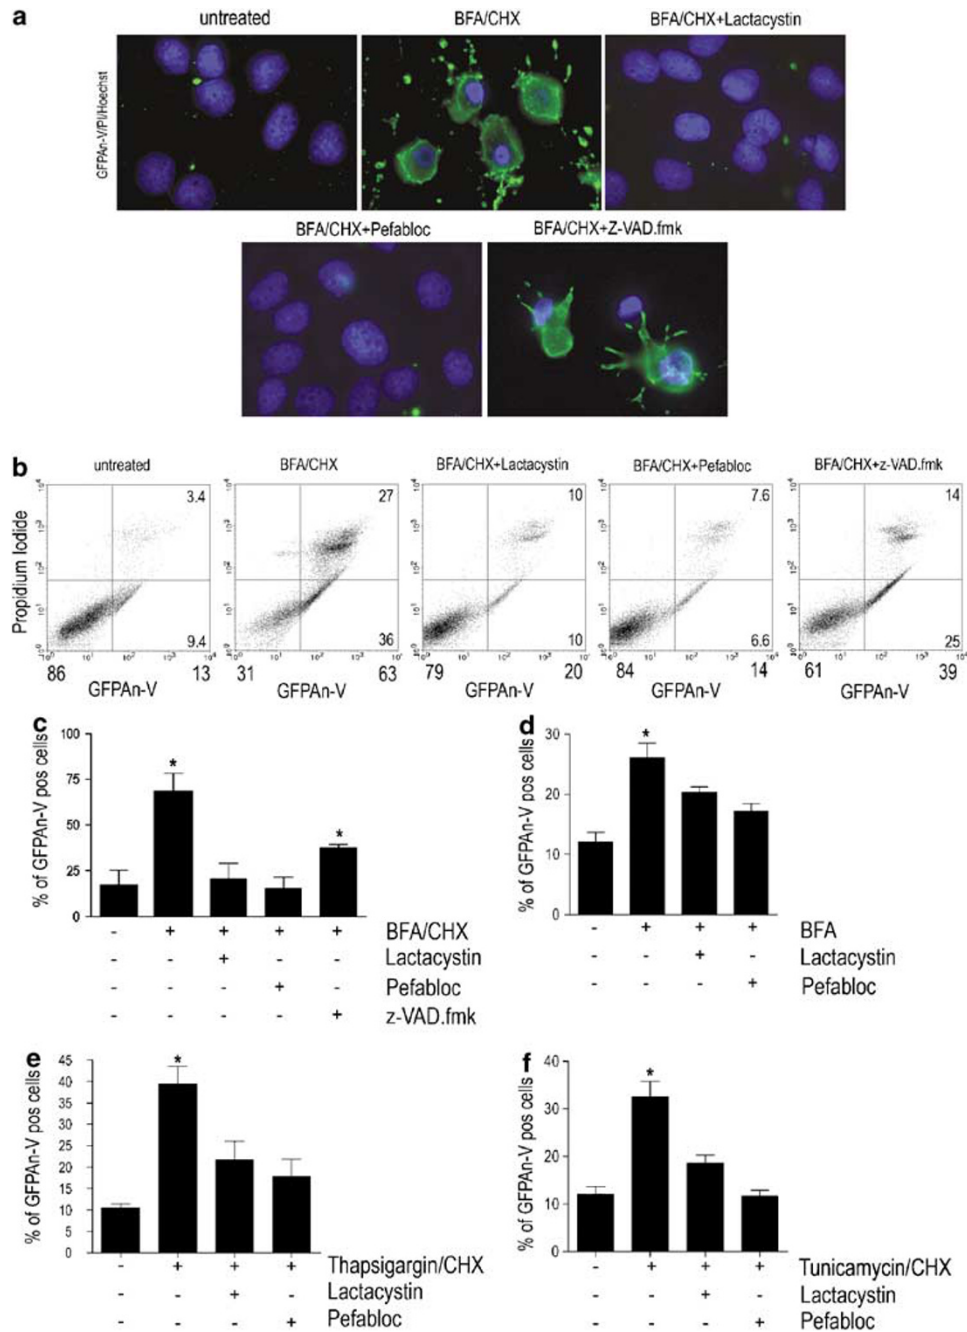 a
untreated
BFA/CHX
BFA/CHX+Lactacystin
GFPAn-V/PI/Hoechst
BFA/CHX+Pefabloc
BFA/CHX+Z-VAD.fmk
b
untreated
BFA/CHX
BFA/CHX+Lactacystin
BFA/CHX+Pefabloc
BFA/CHX+z-VAD.fmk
Propidium Iodide
3.4
27
10
7.6
14
9.4
36
10
6.6
25
86 13
31 63
79 20
84 14
61 39
GFPAn-V
GFPAn-V
GFPAn-V
GFPAn-V
GFPAn-V
c
% of GFPAn-V pos cells
100
75
50
25
0
*
*
- + + + + BFA/CHX
- - + - - Lactacystin
- - - + - Pefabloc
- - - - + z-VAD.fmk
d
% of GFPAn-V pos cells
30
20
10
0
*
- + + + BFA
- - + - Lactacystin
- - - + Pefabloc
e
% of GFPAn-V pos cells
45
40
35
30
25
20
15
10
5
0
*
- + + + Thapsigargin/CHX
- - + - Lactacystin
- - - + Pefabloc
f
% of GFPAn-V pos cells
40
30
20
10
0
*
- + + + Tunicamycin/CHX
- - + - Lactacystin
- - - + Pefabloc